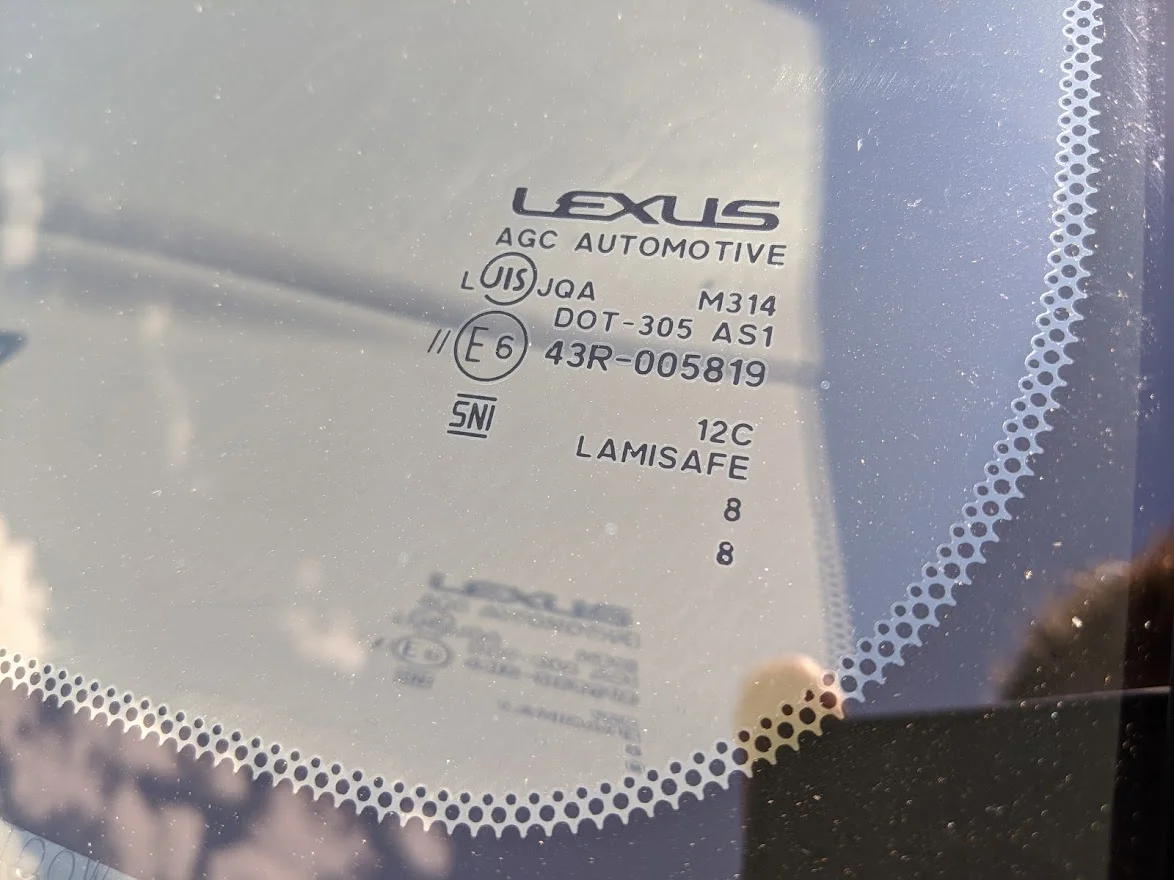 LEXUS
AGC AUTOMOTIVE
L JIS JQA M314
DOT-305 AS1
// E6 43R-005819
SNI
12C
LAMISAFE
8
8